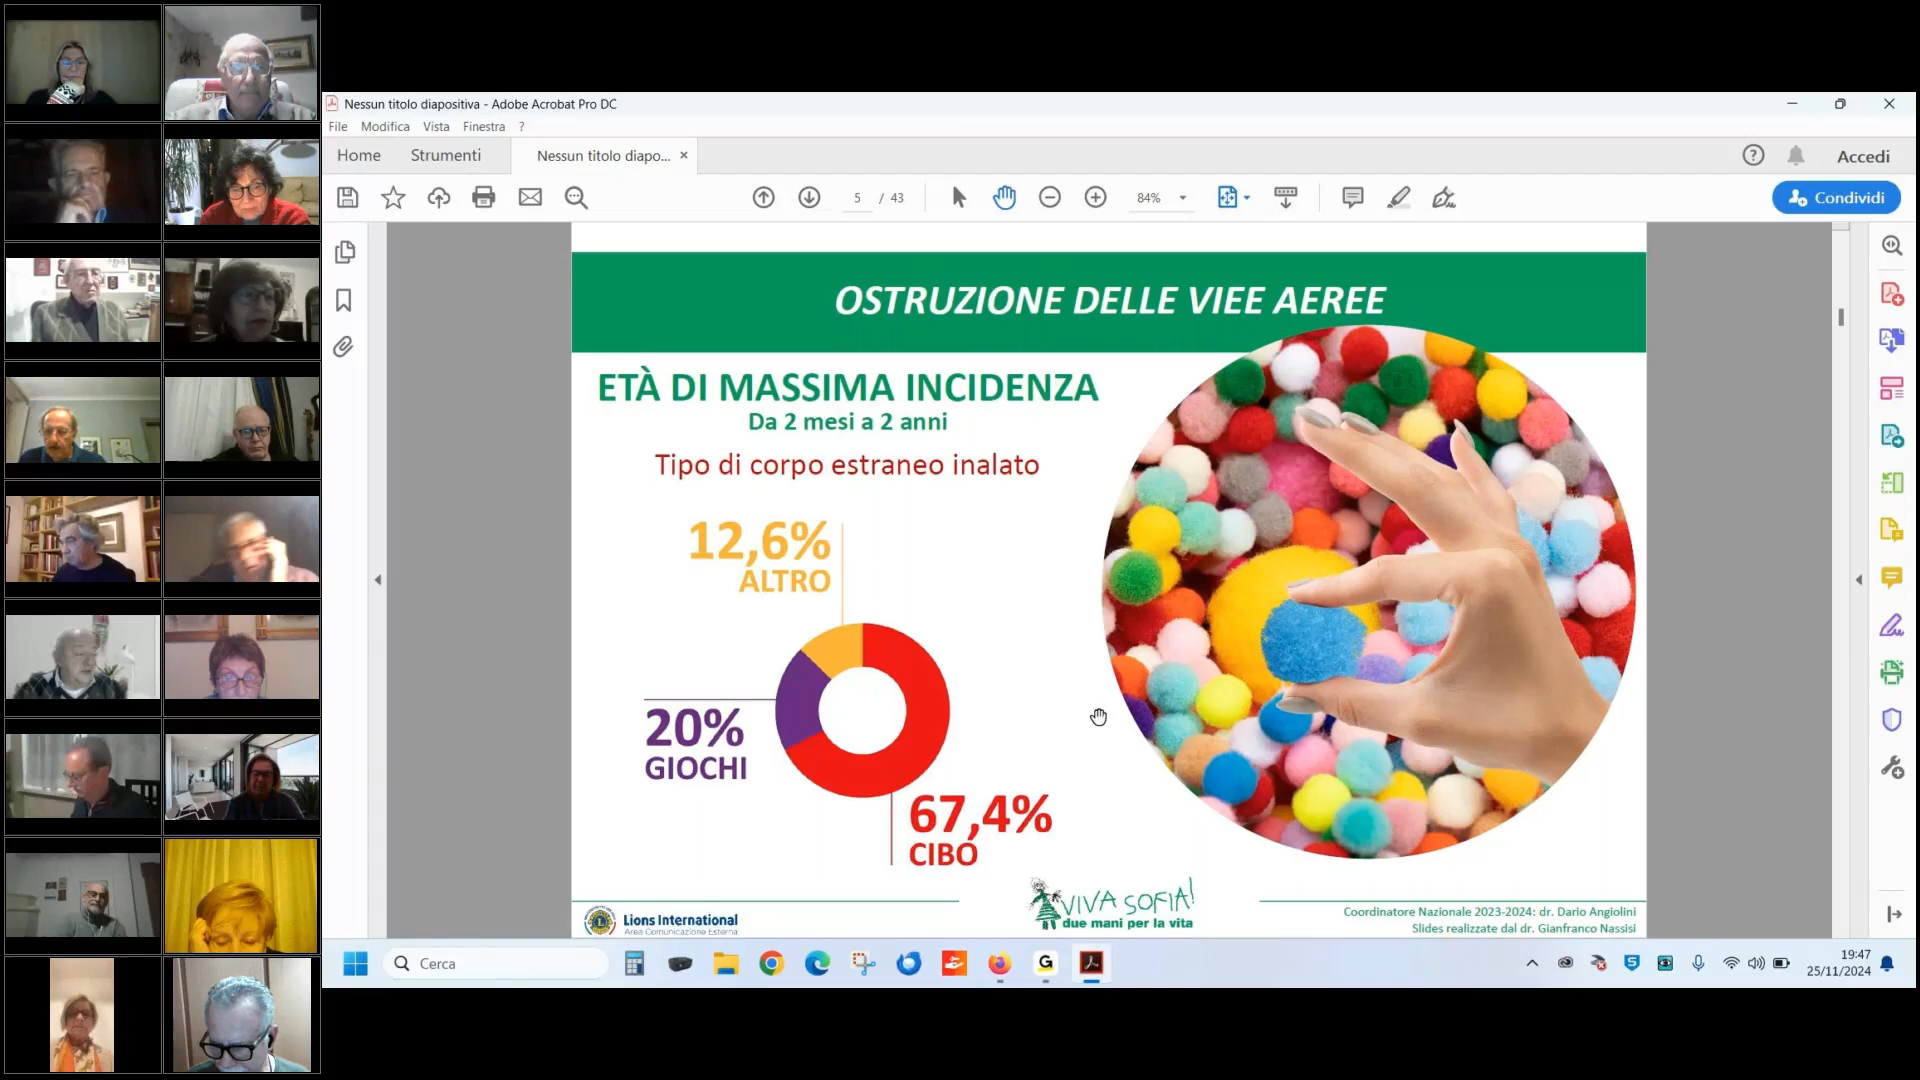 Nessun titolo diapositiva - Adobe Acrobat Pro DC
File Modifica Vista Finestra ?
Home Strumenti Nessun titolo diapo... × Accedi
5 / 43 84% Condividi
OSTRUZIONE DELLE VIEE AEREE
ETÀ DI MASSIMA INCIDENZA
Da 2 mesi a 2 anni
Tipo di corpo estraneo inalato
12,6%
ALTRO
20%
GIOCHI
67,4%
CIBO
Lions International
Area Comunicazione Esterna
VIVA SOFIA!
due mani per la vita
Coordinatore Nazionale 2023-2024: dr. Dario Angiolini
Slides realizzate dal dr. Gianfranco Nassisi
Cerca
19:47
25/11/2024